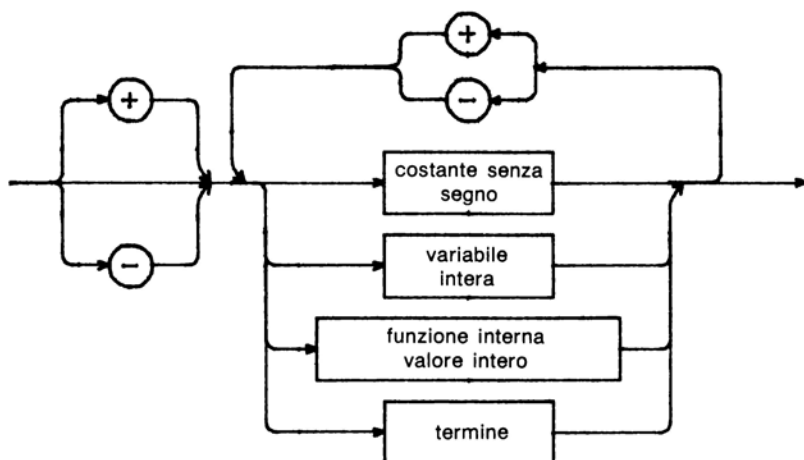 +
−
+
−
costante senza
segno
variabile
intera
funzione interna
valore intero
termine